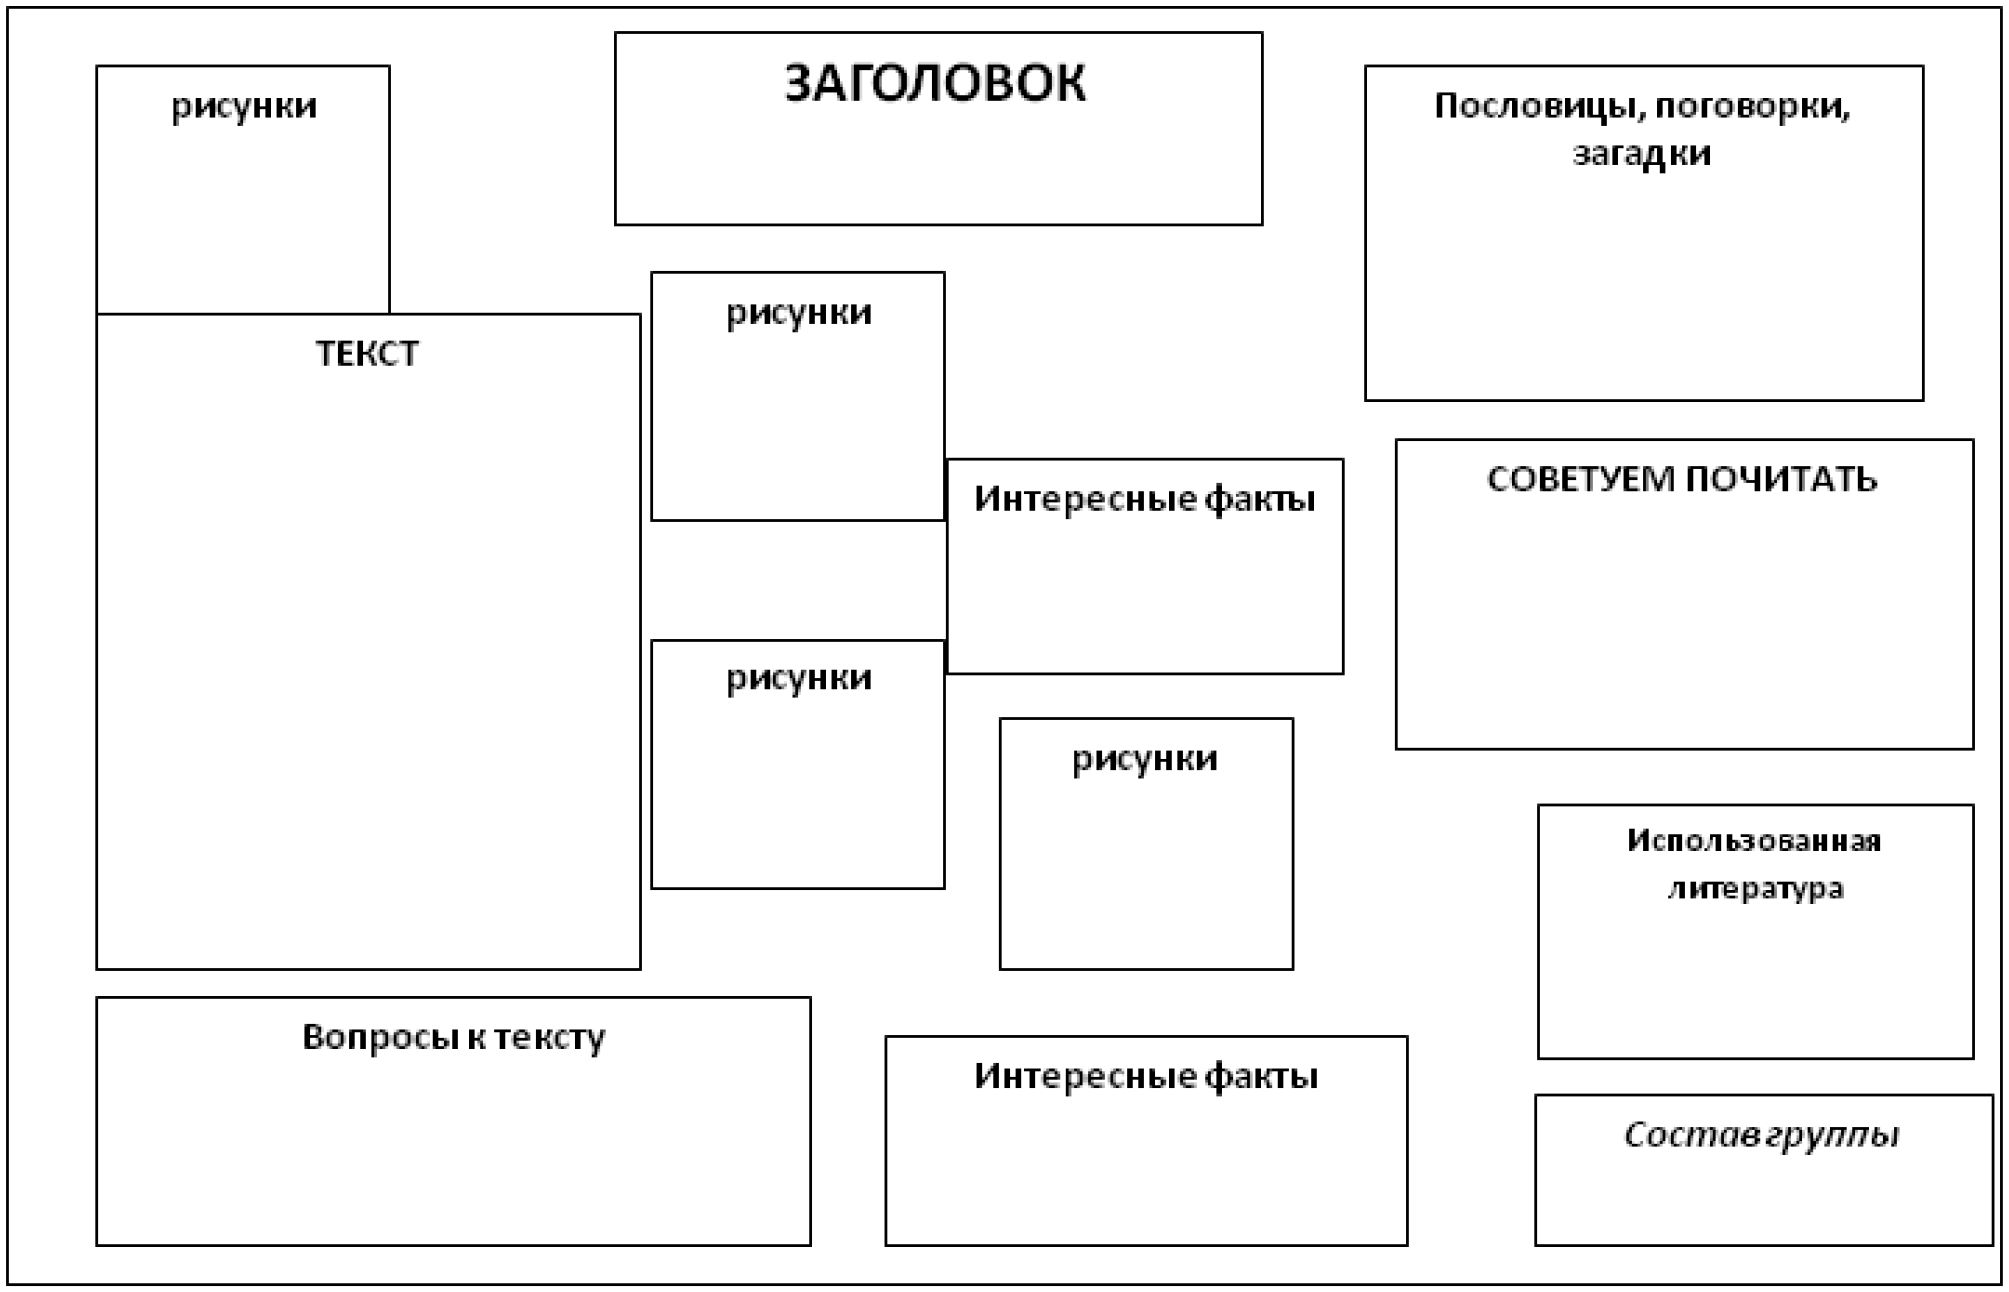 ЗАГОЛОВОК
рисунки
Пословицы, поговорки,
загадки
рисунки
ТЕКСТ
СОВЕТУЕМ ПОЧИТАТЬ
Интересные факты
рисунки
рисунки
Использованная
литература
Вопросы к тексту
Интересные факты
Состав группы